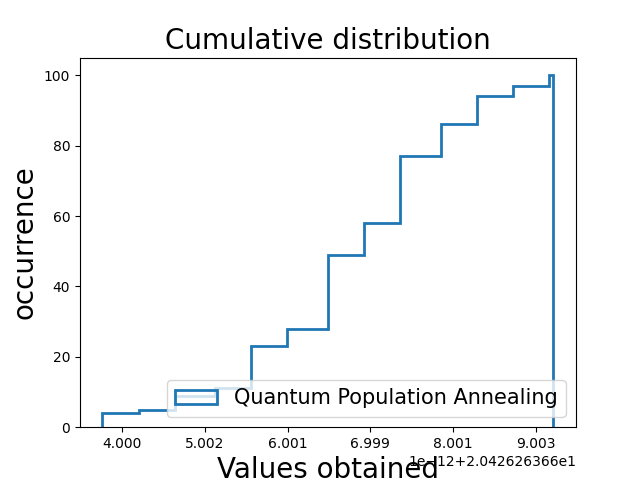 Cumulative distribution
100
80
60
40
20
0
occurrence
Quantum Population Annealing
4.000 5.002 6.001 6.999 8.001 9.003
1e−12+2.042626366e1
Values obtained